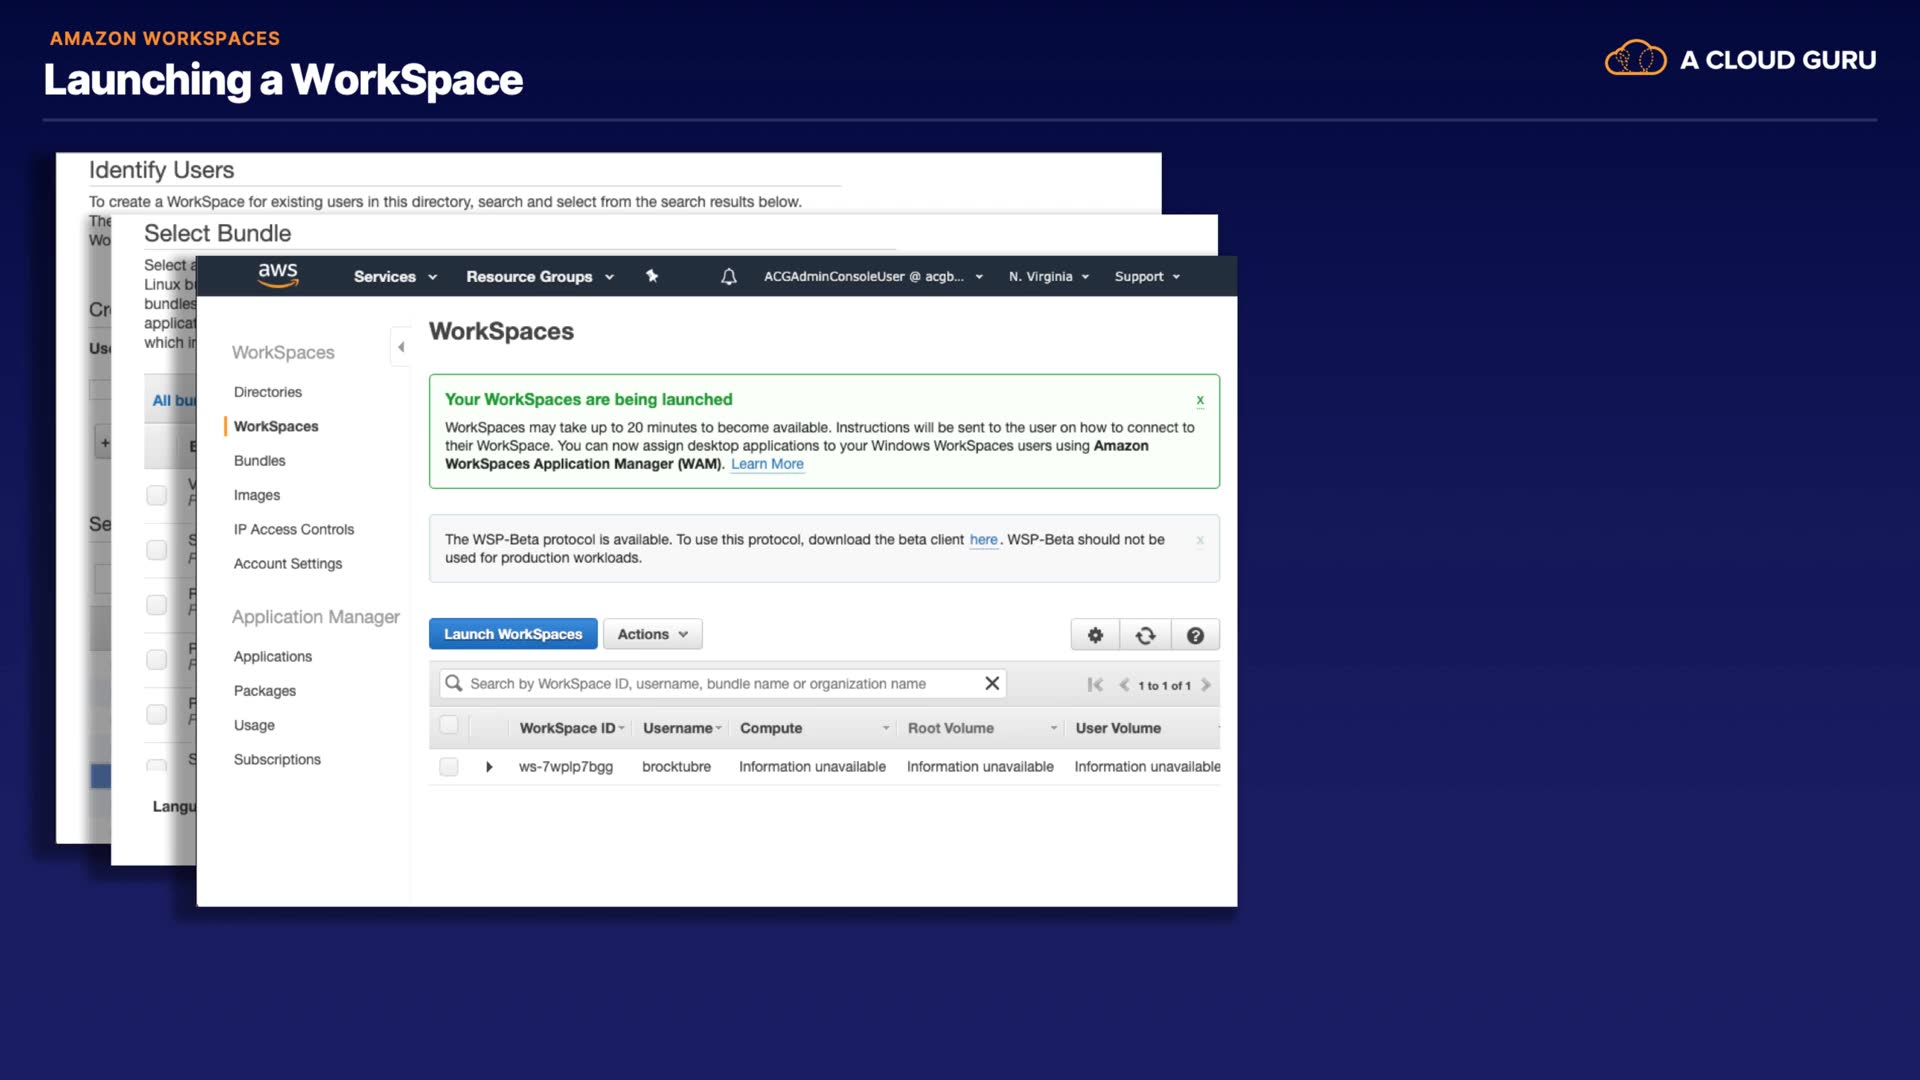 AMAZON WORKSPACES
Launching a WorkSpace
A CLOUD GURU
Identify Users
To create a WorkSpace for existing users in this directory, search and select from the search results below.
The
Wo
Select Bundle
Select a
Linux b
bundles
applicat
which i
Cr
Use
All bu
+
Se
Langu
aws
Services
Resource Groups
ACGAdminConsoleUser @ acgb...
N. Virginia
Support
WorkSpaces
Directories
WorkSpaces
Bundles
Images
IP Access Controls
Account Settings
Application Manager
Applications
Packages
Usage
Subscriptions
WorkSpaces
Your WorkSpaces are being launched
x
WorkSpaces may take up to 20 minutes to become available. Instructions will be sent to the user on how to connect to
their WorkSpace. You can now assign desktop applications to your Windows WorkSpaces users using Amazon
WorkSpaces Application Manager (WAM). Learn More
The WSP-Beta protocol is available. To use this protocol, download the beta client here. WSP-Beta should not be
used for production workloads.
x
Launch WorkSpaces
Actions
Search by WorkSpace ID, username, bundle name or organization name
1 to 1 of 1
WorkSpace ID Username Compute Root Volume User Volume
ws-7wplp7bgg brocktubre Information unavailable Information unavailable Information unavailable